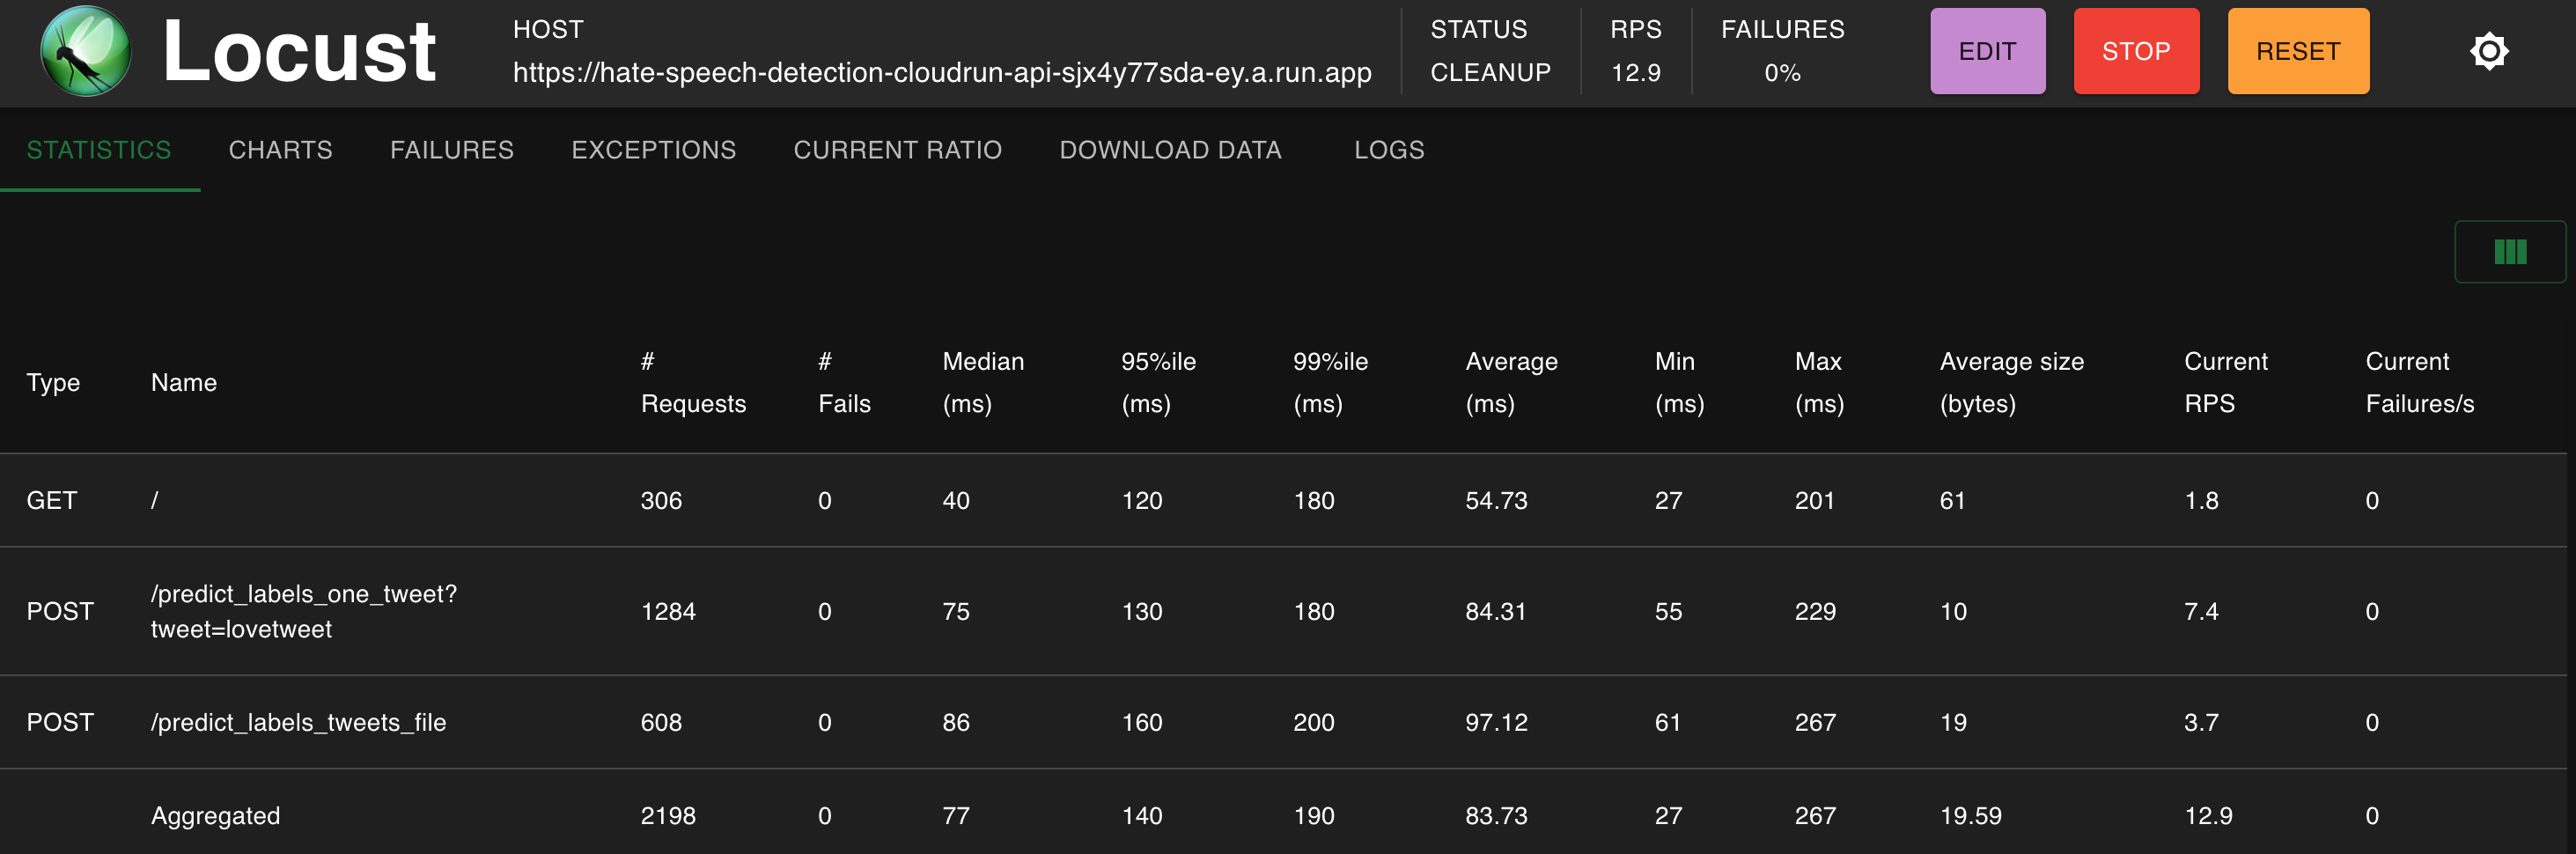 Locust
HOST
https://hate-speech-detection-cloudrun-api-sjx4y77sda-ey.a.run.app
STATUS
CLEANUP
RPS
12.9
FAILURES
0%
EDIT
STOP
RESET
STATISTICS CHARTS FAILURES EXCEPTIONS CURRENT RATIO DOWNLOAD DATA LOGS
Type Name # Requests # Fails Median (ms) 95%ile (ms) 99%ile (ms) Average (ms) Min (ms) Max (ms) Average size (bytes) Current RPS Current Failures/s
GET / 306 0 40 120 180 54.73 27 201 61 1.8 0
POST /predict_labels_one_tweet?tweet=lovetweet 1284 0 75 130 180 84.31 55 229 10 7.4 0
POST /predict_labels_tweets_file 608 0 86 160 200 97.12 61 267 19 3.7 0
Aggregated 2198 0 77 140 190 83.73 27 267 19.59 12.9 0